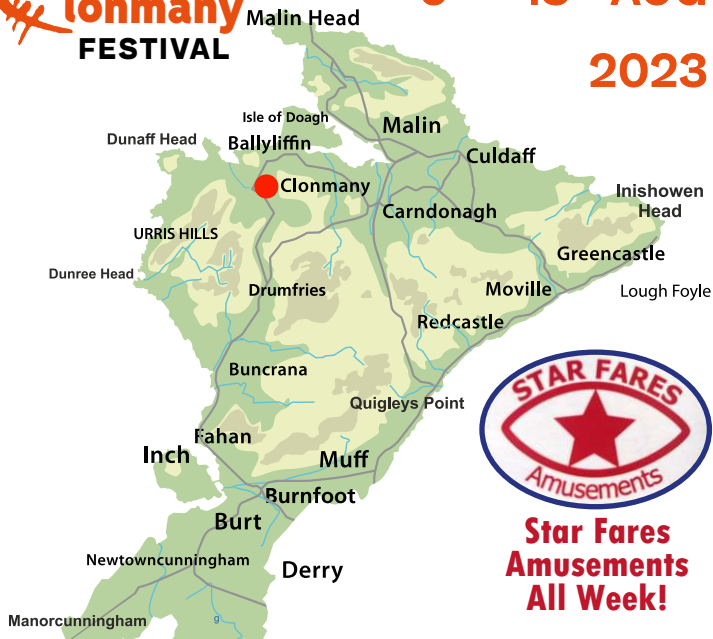 lonmany
FESTIVAL
2023
Malin Head
Isle of Doagh
Dunaff Head
Ballyliffin
Malin
Culdaff
Clonmany
Inishowen
Head
Carndonagh
URRIS HILLS
Greencastle
Dunree Head
Drumfries
Moville
Lough Foyle
Redcastle
Buncrana
Quigleys Point
Fahan
Inch
Muff
Burnfoot
Burt
Newtowncunningham
Derry
Manorcunningham
g
STAR FARES
Amusements
Star Fares
Amusements
All Week!